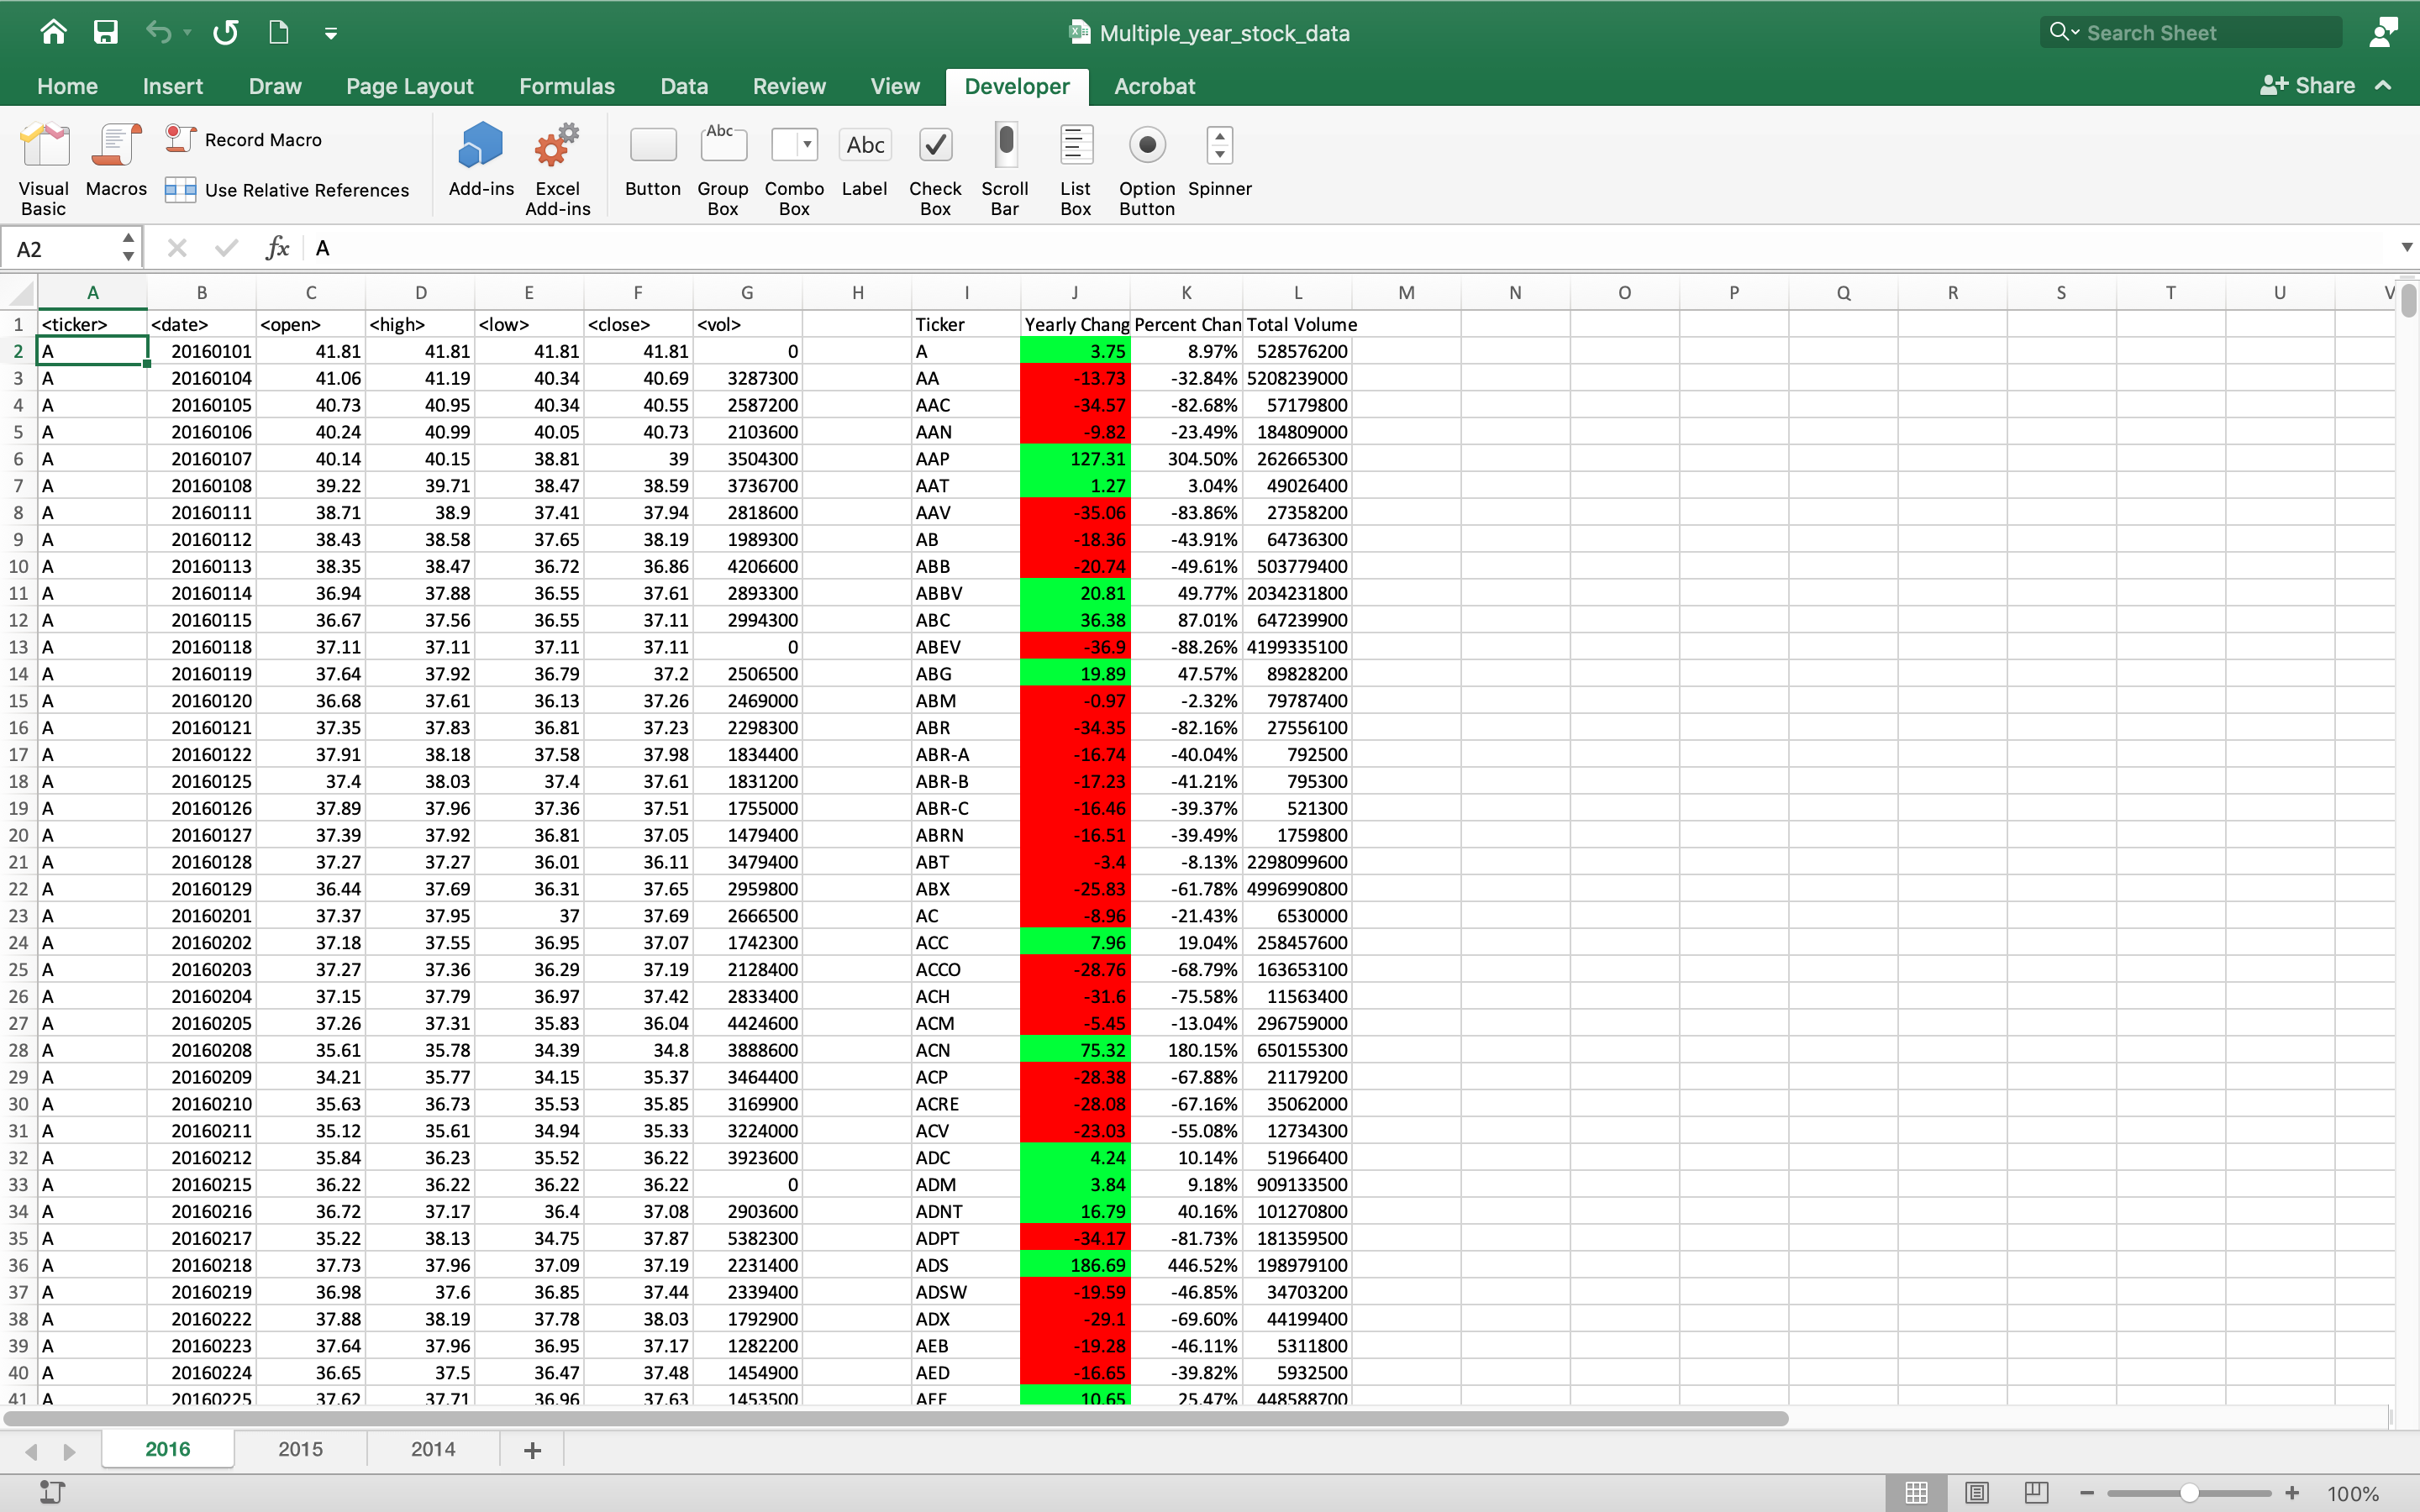 Multiple_year_stock_data
Search Sheet
Home Insert Draw Page Layout Formulas Data Review View Developer Acrobat Share
Visual Basic
Macros
Record Macro
Use Relative References
Add-ins
Excel Add-ins
Button
Abc
Group Box
Combo Box
Abc
Label
Check Box
Scroll Bar
List Box
Option Button
Spinner
A2 fx A
A B C D E F G H I J K L M N O P Q R S T U V
1 <ticker> <date> <open> <high> <low> <close> <vol> Ticker Yearly Chang Percent Chan Total Volume
2 A 20160101 41.81 41.81 41.81 41.81 0 A 3.75 8.97% 528576200
3 A 20160104 41.06 41.19 40.34 40.69 3287300 AA -13.73 -32.84% 5208239000
4 A 20160105 40.73 40.95 40.34 40.55 2587200 AAC -34.57 -82.68% 57179800
5 A 20160106 40.24 40.99 40.05 40.73 2103600 AAN -9.82 -23.49% 184809000
6 A 20160107 40.14 40.15 38.81 39 3504300 AAP 127.31 304.50% 262665300
7 A 20160108 39.22 39.71 38.47 38.59 3736700 AAT 1.27 3.04% 49026400
8 A 20160111 38.71 38.9 37.41 37.94 2818600 AAV -35.06 -83.86% 27358200
9 A 20160112 38.43 38.58 37.65 38.19 1989300 AB -18.36 -43.91% 64736300
10 A 20160113 38.35 38.47 36.72 36.86 4206600 ABB -20.74 -49.61% 503779400
11 A 20160114 36.94 37.88 36.55 37.61 2893300 ABBV 20.81 49.77% 2034231800
12 A 20160115 36.67 37.56 36.55 37.11 2994300 ABC 36.38 87.01% 647239900
13 A 20160118 37.11 37.11 37.11 37.11 0 ABEV -36.9 -88.26% 4199335100
14 A 20160119 37.64 37.92 36.79 37.2 2506500 ABG 19.89 47.57% 89828200
15 A 20160120 36.68 37.61 36.13 37.26 2469000 ABM -0.97 -2.32% 79787400
16 A 20160121 37.35 37.83 36.81 37.23 2298300 ABR -34.35 -82.16% 27556100
17 A 20160122 37.91 38.18 37.58 37.98 1834400 ABR-A -16.74 -40.04% 792500
18 A 20160125 37.4 38.03 37.4 37.61 1831200 ABR-B -17.23 -41.21% 795300
19 A 20160126 37.89 37.96 37.36 37.51 1755000 ABR-C -16.46 -39.37% 521300
20 A 20160127 37.39 37.92 36.81 37.05 1479400 ABRN -16.51 -39.49% 1759800
21 A 20160128 37.27 37.27 36.01 36.11 3479400 ABT -3.4 -8.13% 2298099600
22 A 20160129 36.44 37.69 36.31 37.65 2959800 ABX -25.83 -61.78% 4996990800
23 A 20160201 37.37 37.95 37 37.69 2666500 AC -8.96 -21.43% 6530000
24 A 20160202 37.18 37.55 36.95 37.07 1742300 ACC 7.96 19.04% 258457600
25 A 20160203 37.27 37.36 36.29 37.19 2128400 ACCO -28.76 -68.79% 163653100
26 A 20160204 37.15 37.79 36.97 37.42 2833400 ACH -31.6 -75.58% 11563400
27 A 20160205 37.26 37.31 35.83 36.04 4424600 ACM -5.45 -13.04% 296759000
28 A 20160208 35.61 35.78 34.39 34.8 3888600 ACN 75.32 180.15% 650155300
29 A 20160209 34.21 35.77 34.15 35.37 3464400 ACP -28.38 -67.88% 21179200
30 A 20160210 35.63 36.73 35.53 35.85 3169900 ACRE -28.08 -67.16% 35062000
31 A 20160211 35.12 35.61 34.94 35.33 3224000 ACV -23.03 -55.08% 12734300
32 A 20160212 35.84 36.23 35.52 36.22 3923600 ADC 4.24 10.14% 51966400
33 A 20160215 36.22 36.22 36.22 36.22 0 ADM 3.84 9.18% 909133500
34 A 20160216 36.72 37.17 36.4 37.08 2903600 ADNT 16.79 40.16% 101270800
35 A 20160217 35.22 38.13 34.75 37.87 5382300 ADPT -34.17 -81.73% 181359500
36 A 20160218 37.73 37.96 37.09 37.19 2231400 ADS 186.69 446.52% 198979100
37 A 20160219 36.98 37.6 36.85 37.44 2339400 ADSW -19.59 -46.85% 34703200
38 A 20160222 37.88 38.19 37.78 38.03 1792900 ADX -29.1 -69.60% 44199400
39 A 20160223 37.64 37.96 36.95 37.17 1282200 AEB -19.28 -46.11% 5311800
40 A 20160224 36.65 37.5 36.47 37.48 1454900 AED -16.65 -39.82% 5932500
41 A 20160225 37.62 37.71 36.96 37.63 1453500 10.65 25.47% 448588700
2016 2015 2014
100%